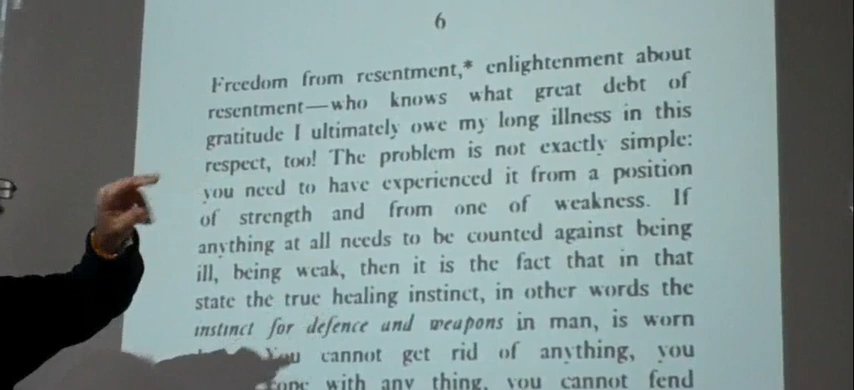 6
Freedom from resentment,* enlightenment about
resentment—who knows what great debt of
gratitude I ultimately owe my long illness in this
respect, too! The problem is not exactly simple:
you need to have experienced it from a position
of strength and from one of weakness. If
anything at all needs to be counted against being
ill, being weak, then it is the fact that in that
state the true healing instinct, in other words the
instinct for defence and weapons in man, is worn
You cannot get rid of anything, you
with any thing, you cannot fend